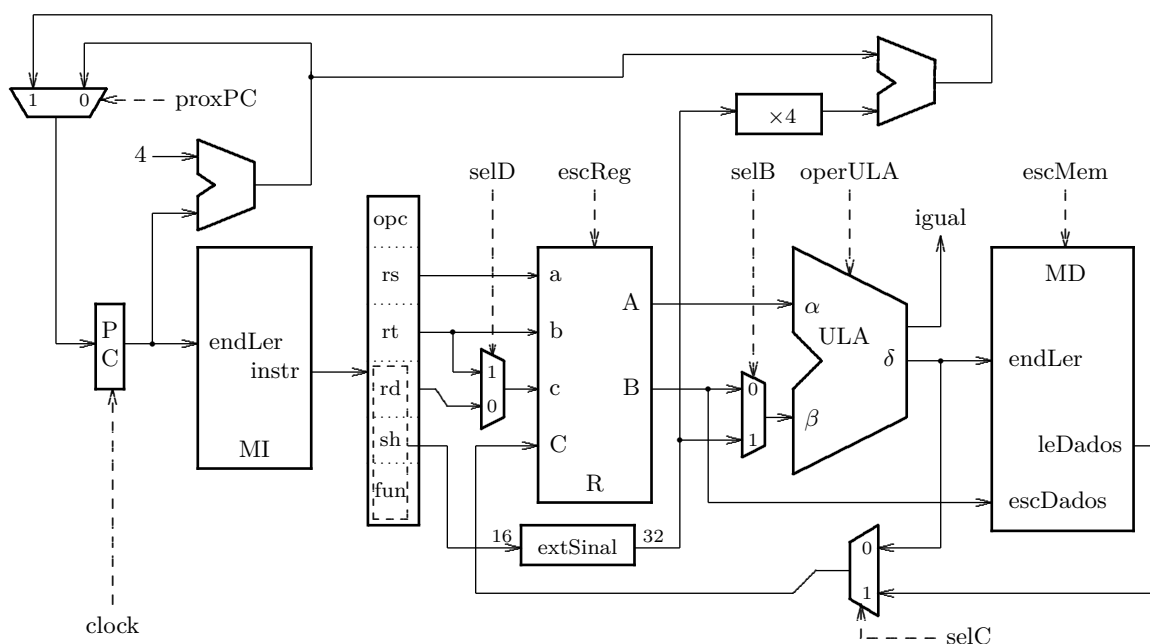 1 0 proxPC
×4
4
selD escReg selB operULA escMem
opc
igual
rs a
MD
A α
P
C
rt b ULA
endLer δ endLer
instr 1
rd c B 0
0 β
sh C 1 leDados
MI
R
fun escDados
16 extSinal 32 0
1
clock
selC